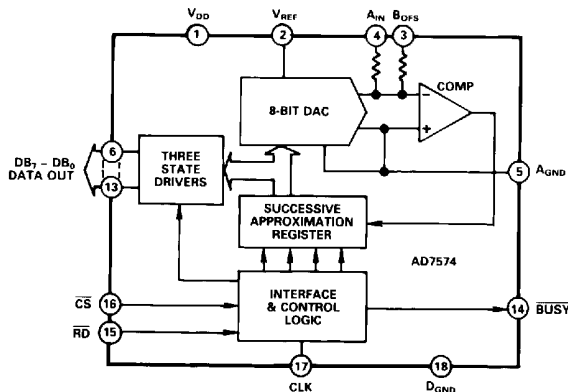 VDD VREF AIN BOFS
1 2 4 3
COMP
8-BIT DAC
−
+
6
DB7 – DB0
DATA OUT
13
THREE
STATE
DRIVERS
AGND
5
SUCCESSIVE
APPROXIMATION
REGISTER
AD7574
CS
16
RD
15
INTERFACE
& CONTROL
LOGIC
14
BUSY
17
CLK
18
DGND